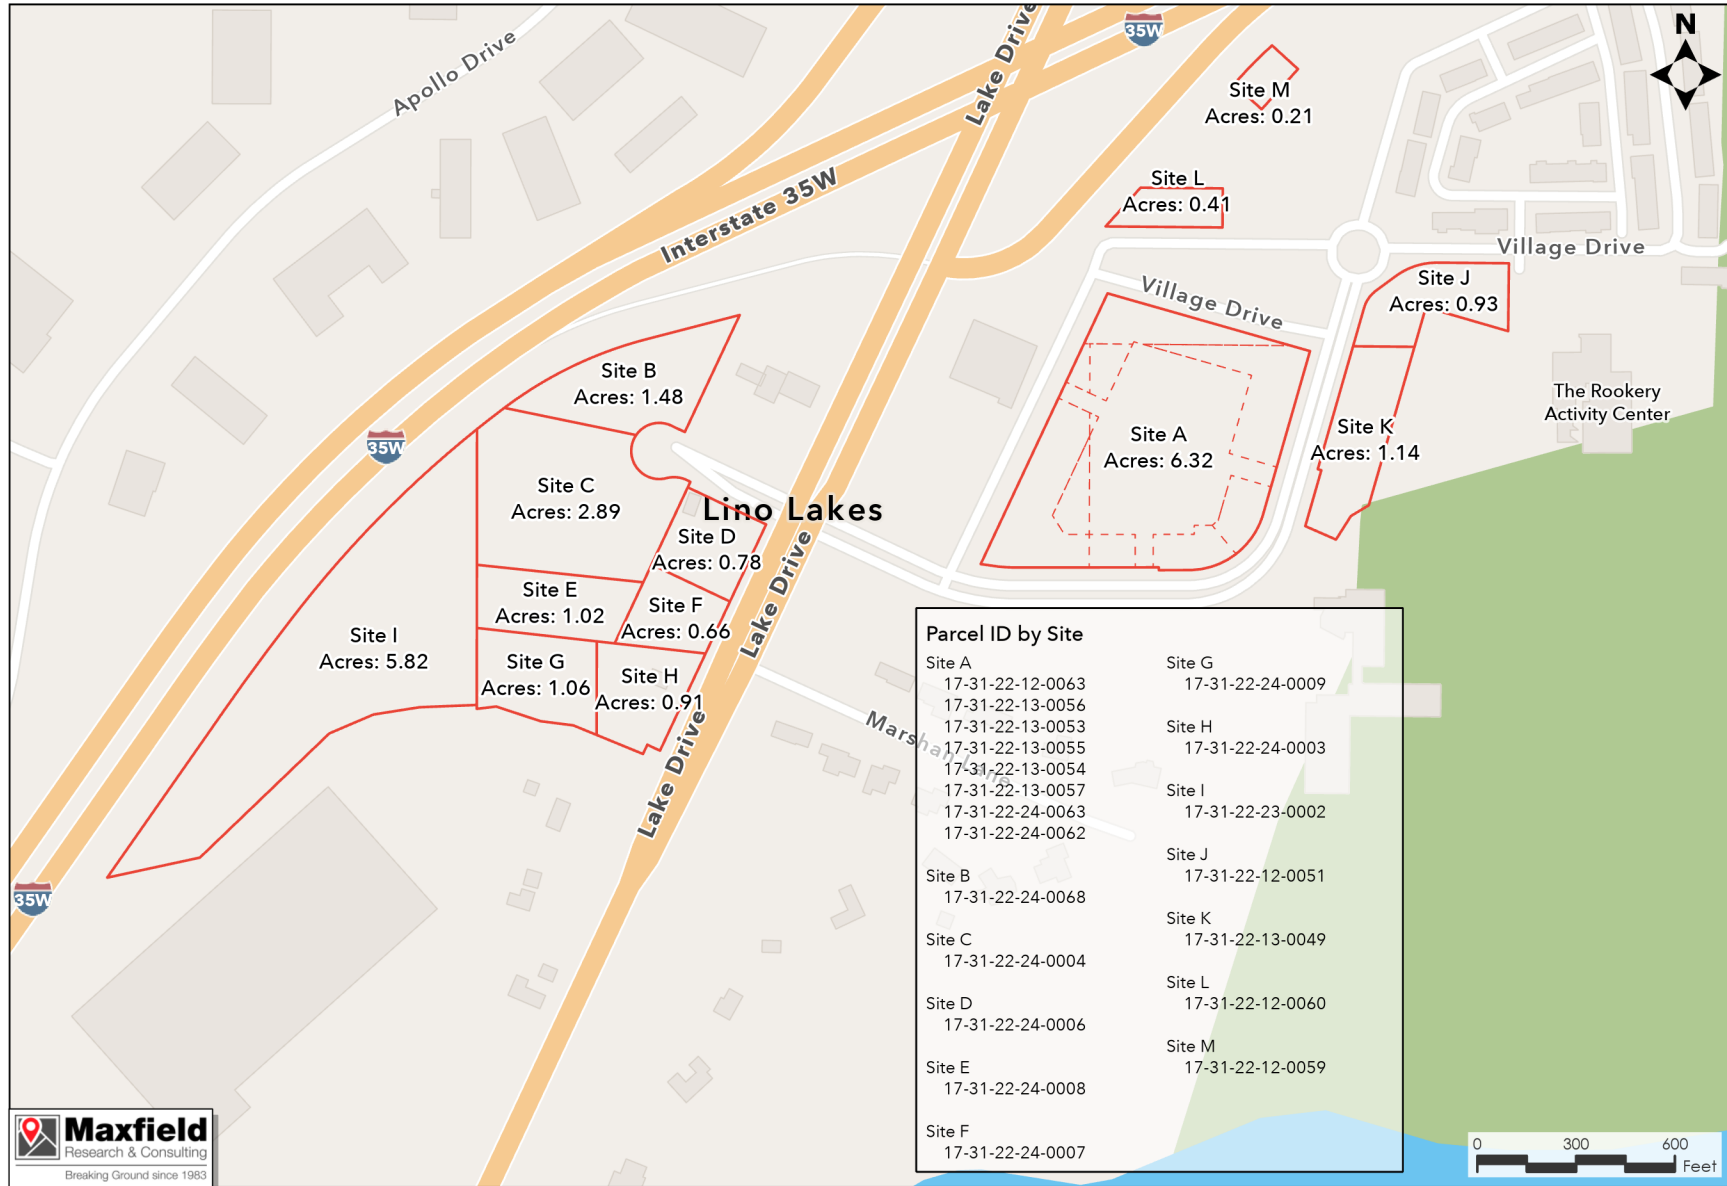 Apollo Drive
Interstate 35W
Lake Drive
35W
N
Site M
Acres: 0.21
Site L
Acres: 0.41
Village Drive
Village Drive
Site J
Acres: 0.93
Site B
Acres: 1.48
The Rookery
Activity Center
Site A
Acres: 6.32
Site K
Acres: 1.14
35W
Site C
Acres: 2.89
Lino Lakes
Site D
Acres: 0.78
Lake Drive
Site E
Acres: 1.02
Site F
Acres: 0.66
Site I
Acres: 5.82
Site G
Acres: 1.06
Site H
Acres: 0.91
Lake Drive
Marshan Lane
35W
Parcel ID by Site
Site A
17-31-22-12-0063
17-31-22-13-0056
17-31-22-13-0053
17-31-22-13-0055
17-31-22-13-0054
17-31-22-13-0057
17-31-22-24-0063
17-31-22-24-0062
Site B
17-31-22-24-0068
Site C
17-31-22-24-0004
Site D
17-31-22-24-0006
Site E
17-31-22-24-0008
Site F
17-31-22-24-0007
Site G
17-31-22-24-0009
Site H
17-31-22-24-0003
Site I
17-31-22-23-0002
Site J
17-31-22-12-0051
Site K
17-31-22-13-0049
Site L
17-31-22-12-0060
Site M
17-31-22-12-0059
Maxfield
Research & Consulting
Breaking Ground since 1983
0 300 600
Feet